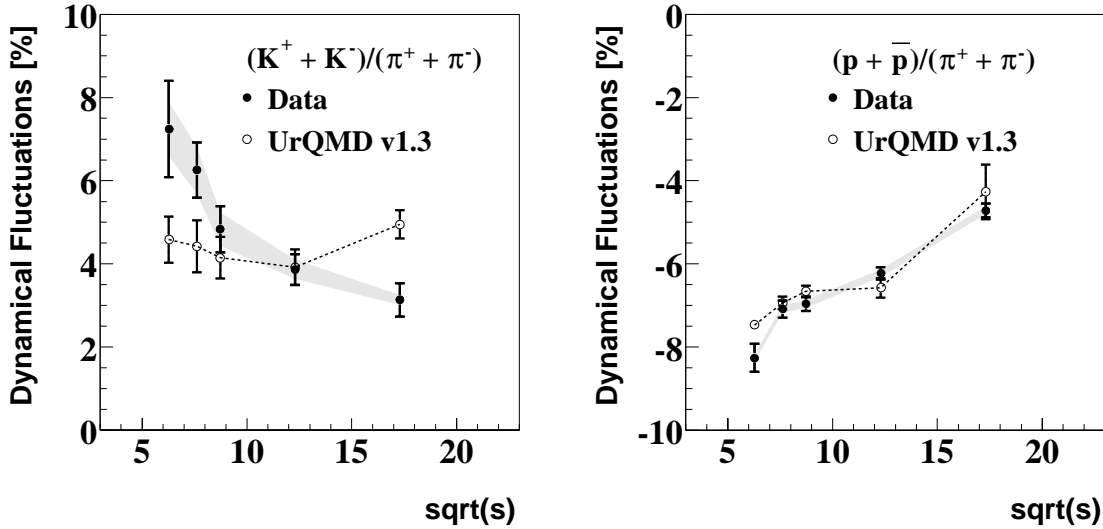 Dynamical Fluctuations [%]
10
8
6
4
2
0
(K⁺ + K⁻)/(π⁺ + π⁻)
Data
UrQMD v1.3
5 10 15 20
sqrt(s)
Dynamical Fluctuations [%]
0
-2
-4
-6
-8
-10
(p + p̅)/(π⁺ + π⁻)
Data
UrQMD v1.3
5 10 15 20
sqrt(s)